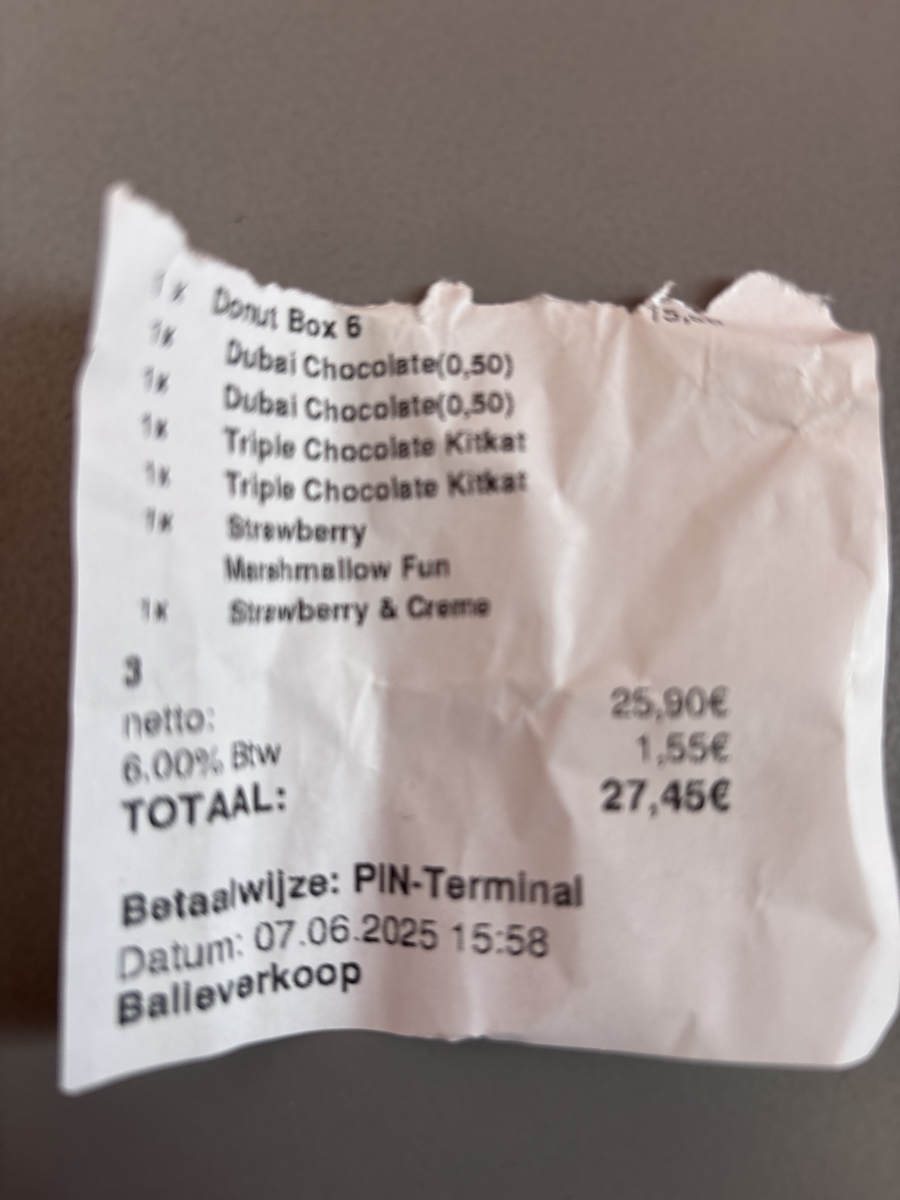 1x Donut Box 6
1x Dubai Chocolate(0,50)
1x Dubai Chocolate(0,50)
1x Triple Chocolate Kitkat
1x Triple Chocolate Kitkat
1x Strawberry
Marshmallow Fun
1x Strawberry & Creme
3
netto: 25,90€
6.00% Btw 1,55€
TOTAAL: 27,45€
Betaalwijze: PIN-Terminal
Datum: 07.06.2025 15:58
Balieverkoop